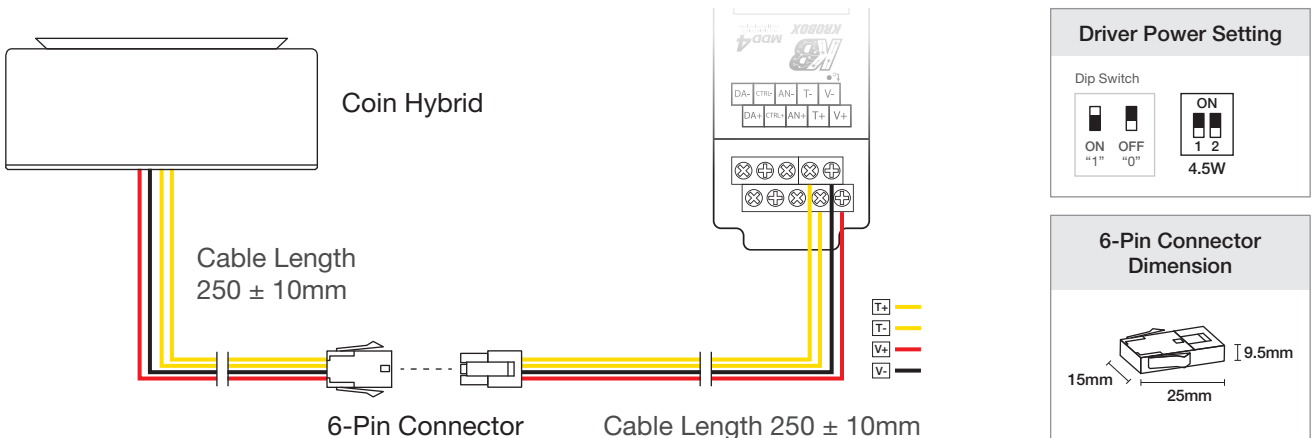 Coin Hybrid
Cable Length
250 ± 10mm
6-Pin Connector
Cable Length 250 ± 10mm
MDD4
KROBOX
KB
DA- CTRL- AN- T- V-
DA+ CTRL+ AN+ T+ V+
T+
T-
V+
V-
Driver Power Setting
Dip Switch
ON OFF
“1” “0”
ON
1 2
4.5W
6-Pin Connector
Dimension
9.5mm
15mm
25mm